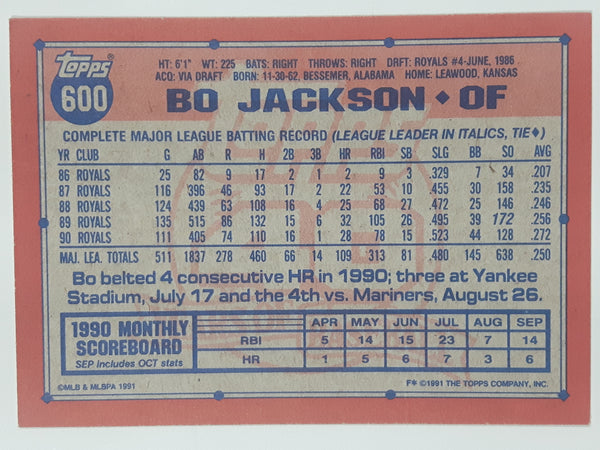 topps
600
HT: 6'1" WT: 225 BATS: RIGHT THROWS: RIGHT DRFT: ROYALS #4-JUNE, 1986
ACQ: VIA DRAFT BORN: 11-30-62, BESSEMER, ALABAMA HOME: LEAWOOD, KANSAS
BO JACKSON ♦ OF
COMPLETE MAJOR LEAGUE BATTING RECORD (LEAGUE LEADER IN ITALICS, TIE♦)
YR CLUB G AB R H 2B 3B HR RBI SB SLG BB SO AVG
86 ROYALS 25 82 9 17 2 1 2 9 3 .329 7 34 .207
87 ROYALS 116 396 46 93 17 2 22 53 10 .455 30 158 .235
88 ROYALS 124 439 63 108 16 4 25 68 27 .472 25 146 .246
89 ROYALS 135 515 86 132 15 6 32 105 26 .495 39 172 .256
90 ROYALS 111 405 74 110 16 1 28 78 15 .523 44 128 .272
MAJ. LEA. TOTALS 511 1837 278 460 66 14 109 313 81 .480 145 638 .250
Bo belted 4 consecutive HR in 1990; three at Yankee
Stadium, July 17 and the 4th vs. Mariners, August 26.
1990 MONTHLY
SCOREBOARD
SEP Includes OCT stats
APR MAY JUN JUL AUG SEP
RBI 5 14 15 23 7 14
HR 1 5 6 7 3 6
©MLB & MLBPA 1991
F* ©1991 THE TOPPS COMPANY, INC.